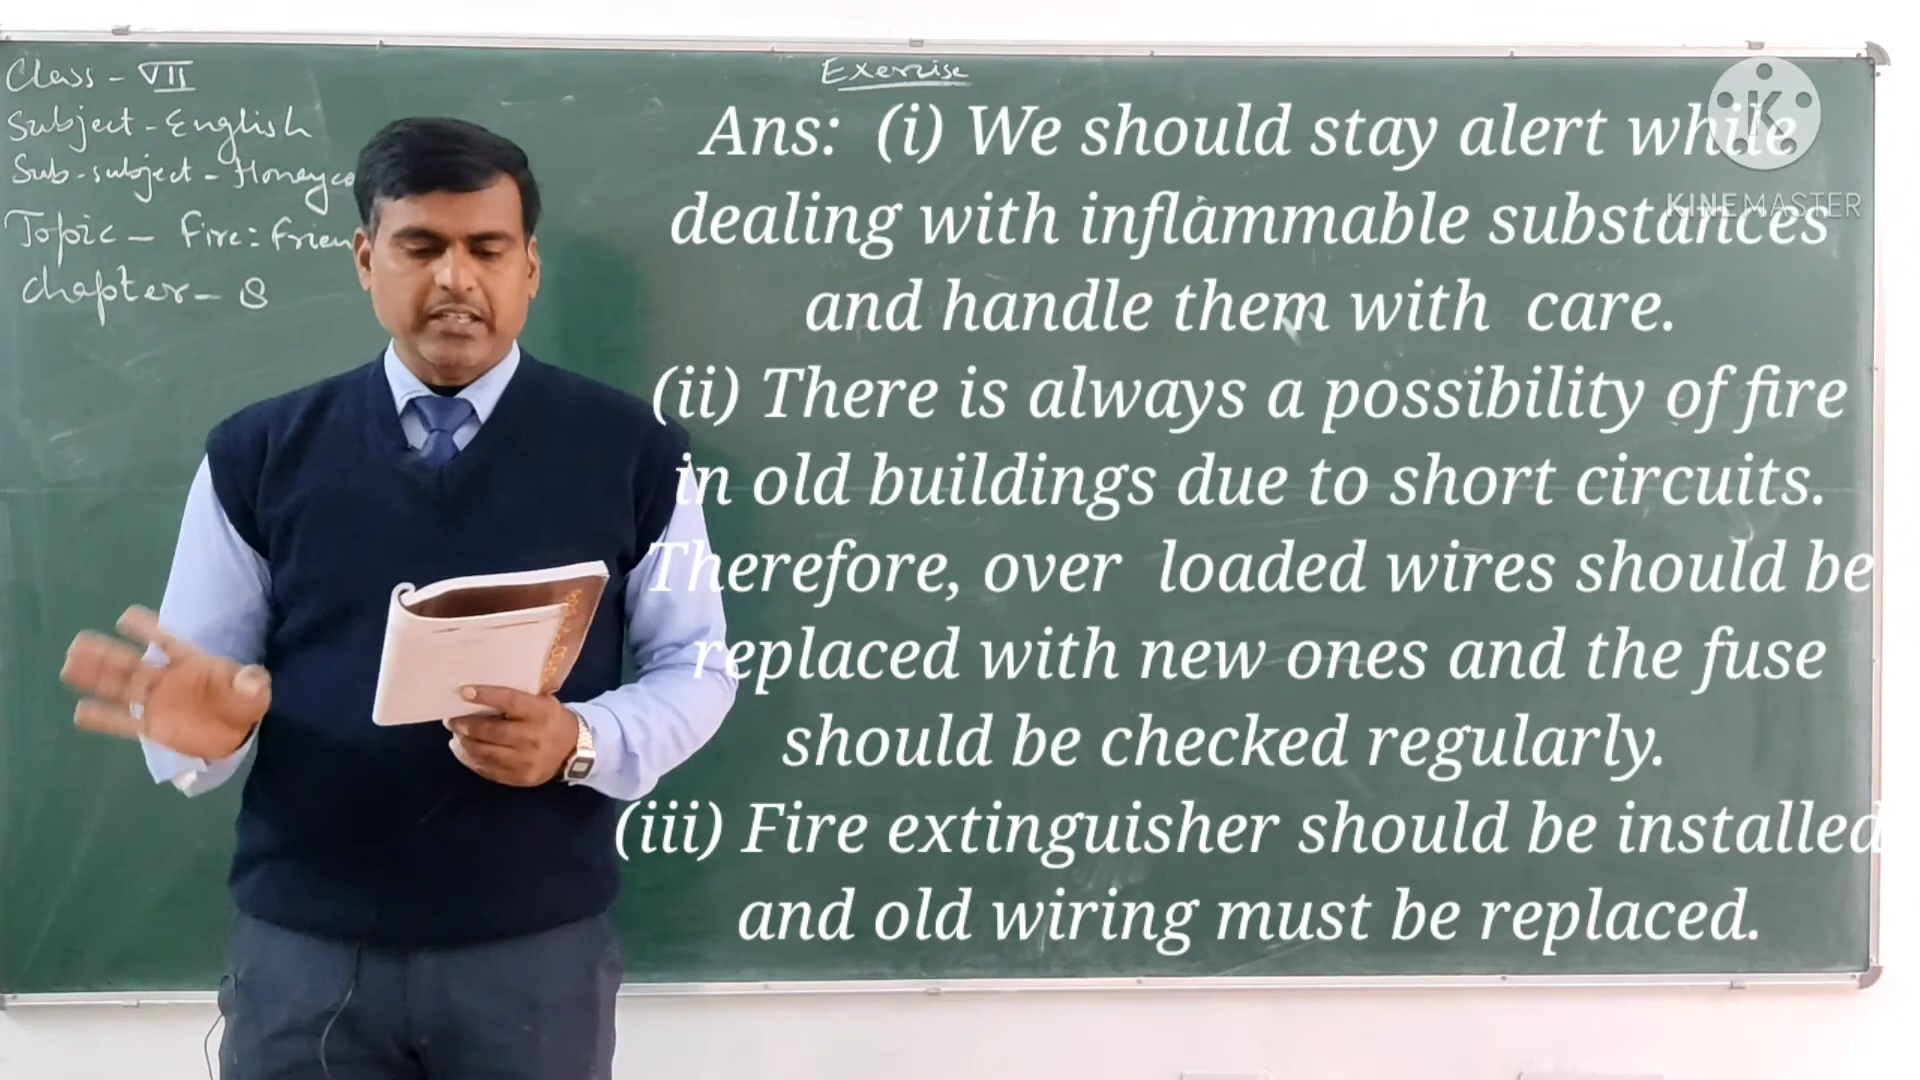 Class - VII
Subject - English
Sub-subject - Honeyco
Topic - Fire: Frien
Chapter - 8
Exercise
Ans: (i) We should stay alert while
dealing with inflammable substances
and handle them with care.
(ii) There is always a possibility of fire
in old buildings due to short circuits.
Therefore, over loaded wires should be
replaced with new ones and the fuse
should be checked regularly.
(iii) Fire extinguisher should be installed
and old wiring must be replaced.
K
KINEMASTER